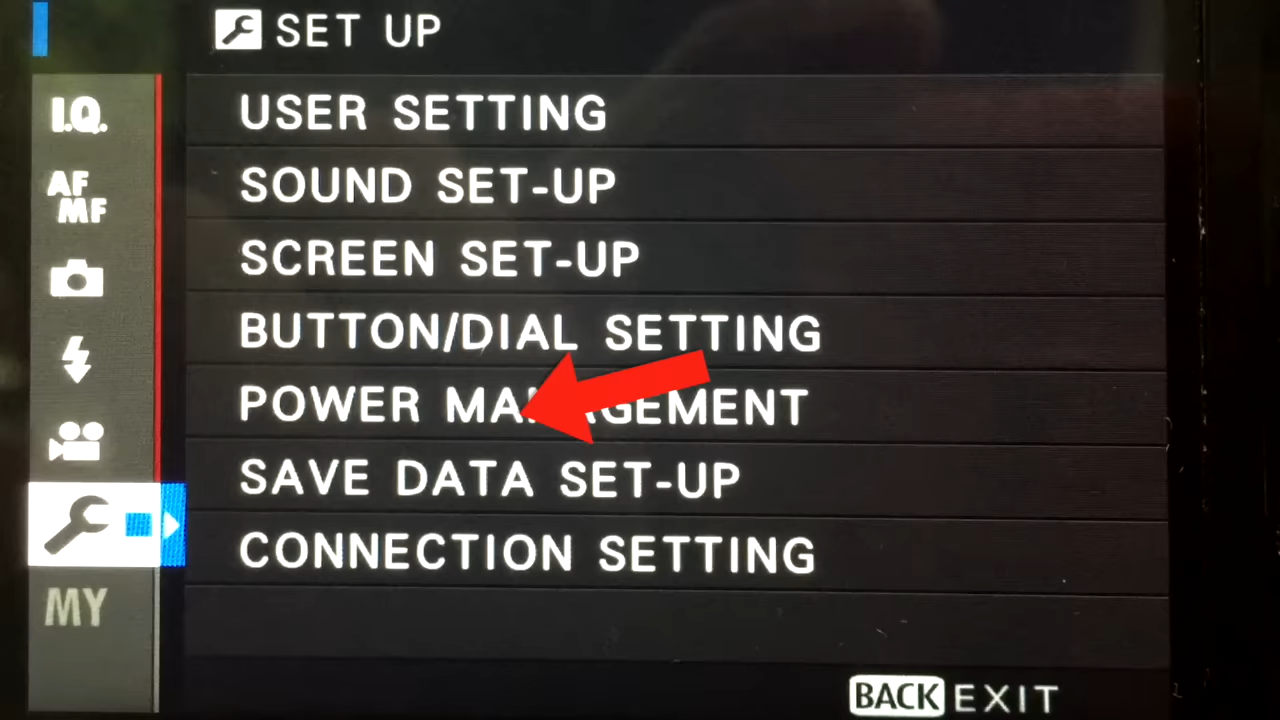 SET UP
I.Q.
AF
MF
MY
USER SETTING
SOUND SET-UP
SCREEN SET-UP
BUTTON/DIAL SETTING
POWER MANAGEMENT
SAVE DATA SET-UP
CONNECTION SETTING
BACK EXIT